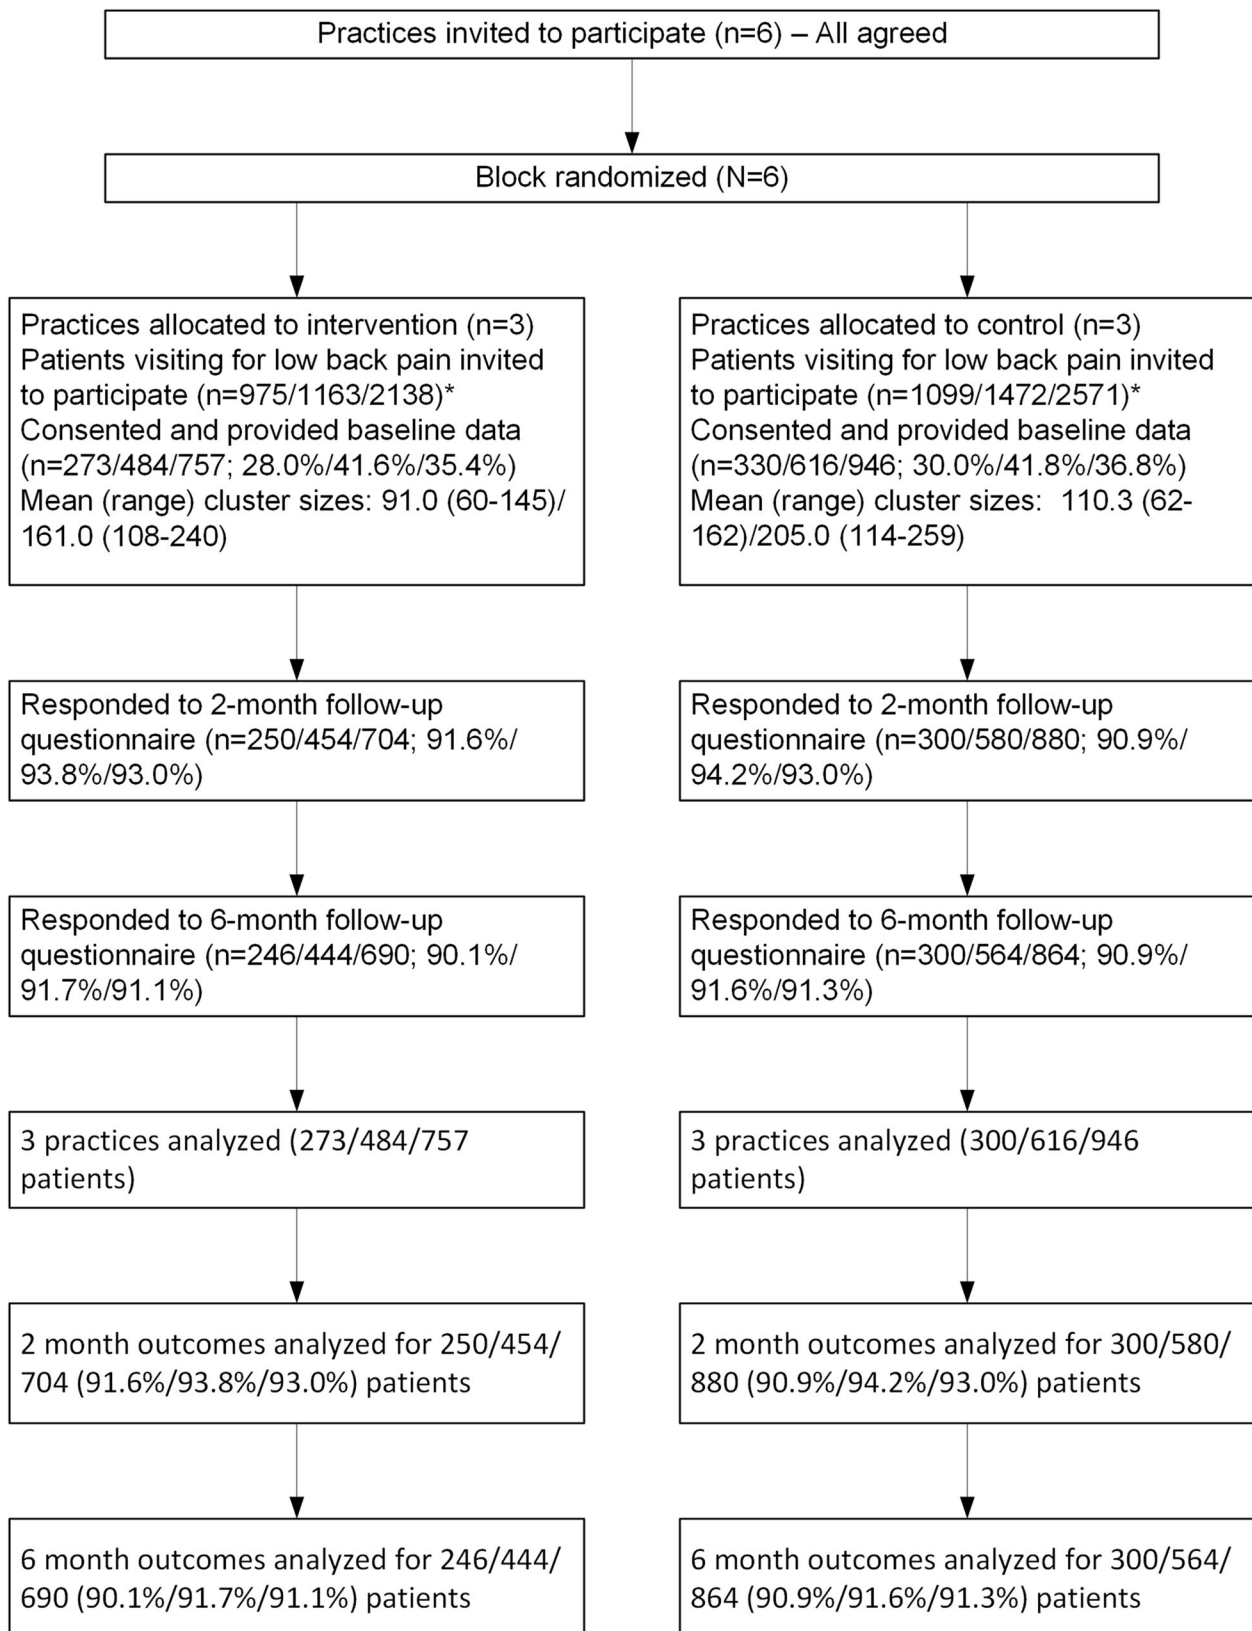 Practices invited to participate (n=6) – All agreed
Block randomized (N=6)
Practices allocated to intervention (n=3)
Patients visiting for low back pain invited
to participate (n=975/1163/2138)*
Consented and provided baseline data
(n=273/484/757; 28.0%/41.6%/35.4%)
Mean (range) cluster sizes: 91.0 (60-145)/
161.0 (108-240)
Practices allocated to control (n=3)
Patients visiting for low back pain invited
to participate (n=1099/1472/2571)*
Consented and provided baseline data
(n=330/616/946; 30.0%/41.8%/36.8%)
Mean (range) cluster sizes: 110.3 (62-
162)/205.0 (114-259)
Responded to 2-month follow-up
questionnaire (n=250/454/704; 91.6%/
93.8%/93.0%)
Responded to 2-month follow-up
questionnaire (n=300/580/880; 90.9%/
94.2%/93.0%)
Responded to 6-month follow-up
questionnaire (n=246/444/690; 90.1%/
91.7%/91.1%)
Responded to 6-month follow-up
questionnaire (n=300/564/864; 90.9%/
91.6%/91.3%)
3 practices analyzed (273/484/757
patients)
3 practices analyzed (300/616/946
patients)
2 month outcomes analyzed for 250/454/
704 (91.6%/93.8%/93.0%) patients
2 month outcomes analyzed for 300/580/
880 (90.9%/94.2%/93.0%) patients
6 month outcomes analyzed for 246/444/
690 (90.1%/91.7%/91.1%) patients
6 month outcomes analyzed for 300/564/
864 (90.9%/91.6%/91.3%) patients